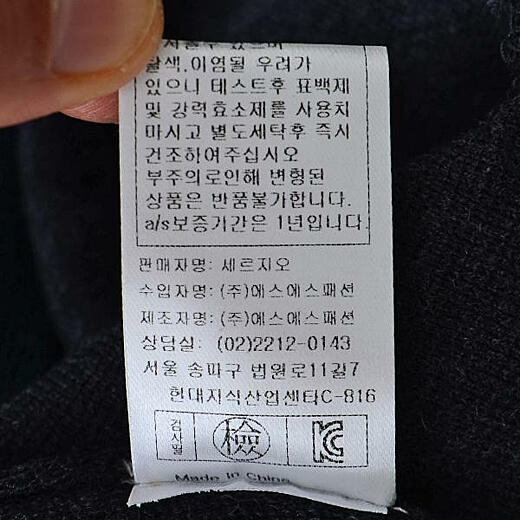 있으며
탈색,이염될 우려가
있으니 테스트후 표백제
및 강력효소제를 사용치
마시고 별도세탁후 즉시
건조하여주십시오
부주의로인해 변형된
상품은 반품불가합니다.
a/s보증기간은 1년입니다.
판매자명: 세르지오
수입자명: (주)에스에스패션
제조자명: (주)에스에스패션
상담실: (02)2212-0143
서울 송파구 법원로11길7
현대지식산업센타C-816
검사필 檢 KC
Made in China